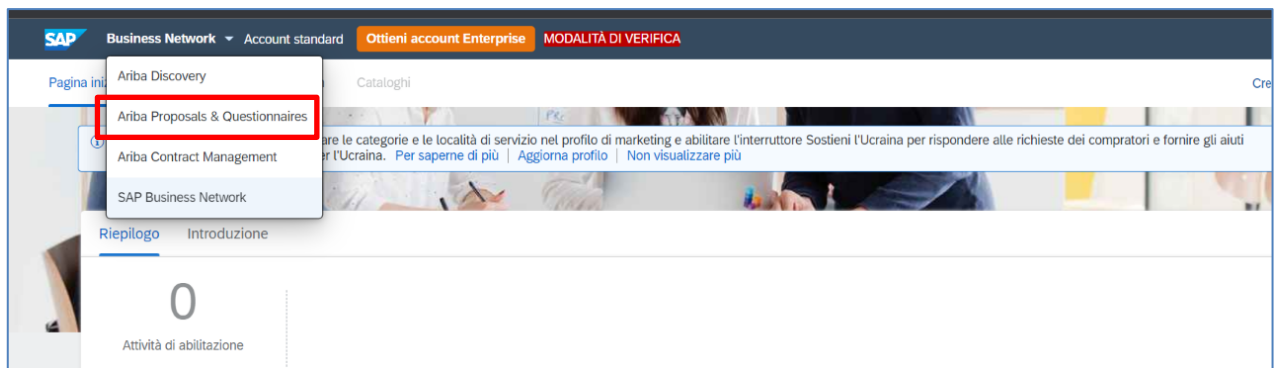 SAP Business Network Account standard Ottieni account Enterprise MODALITÀ DI VERIFICA
Pagina ini Cataloghi Cre
Ariba Discovery
Ariba Proposals & Questionnaires
Ariba Contract Management
SAP Business Network
are le categorie e le località di servizio nel profilo di marketing e abilitare l'interruttore Sostieni l'Ucraina per rispondere alle richieste dei compratori e fornire gli aiuti
er l'Ucraina. Per saperne di più | Aggiorna profilo | Non visualizzare più
Riepilogo Introduzione
0
Attività di abilitazione